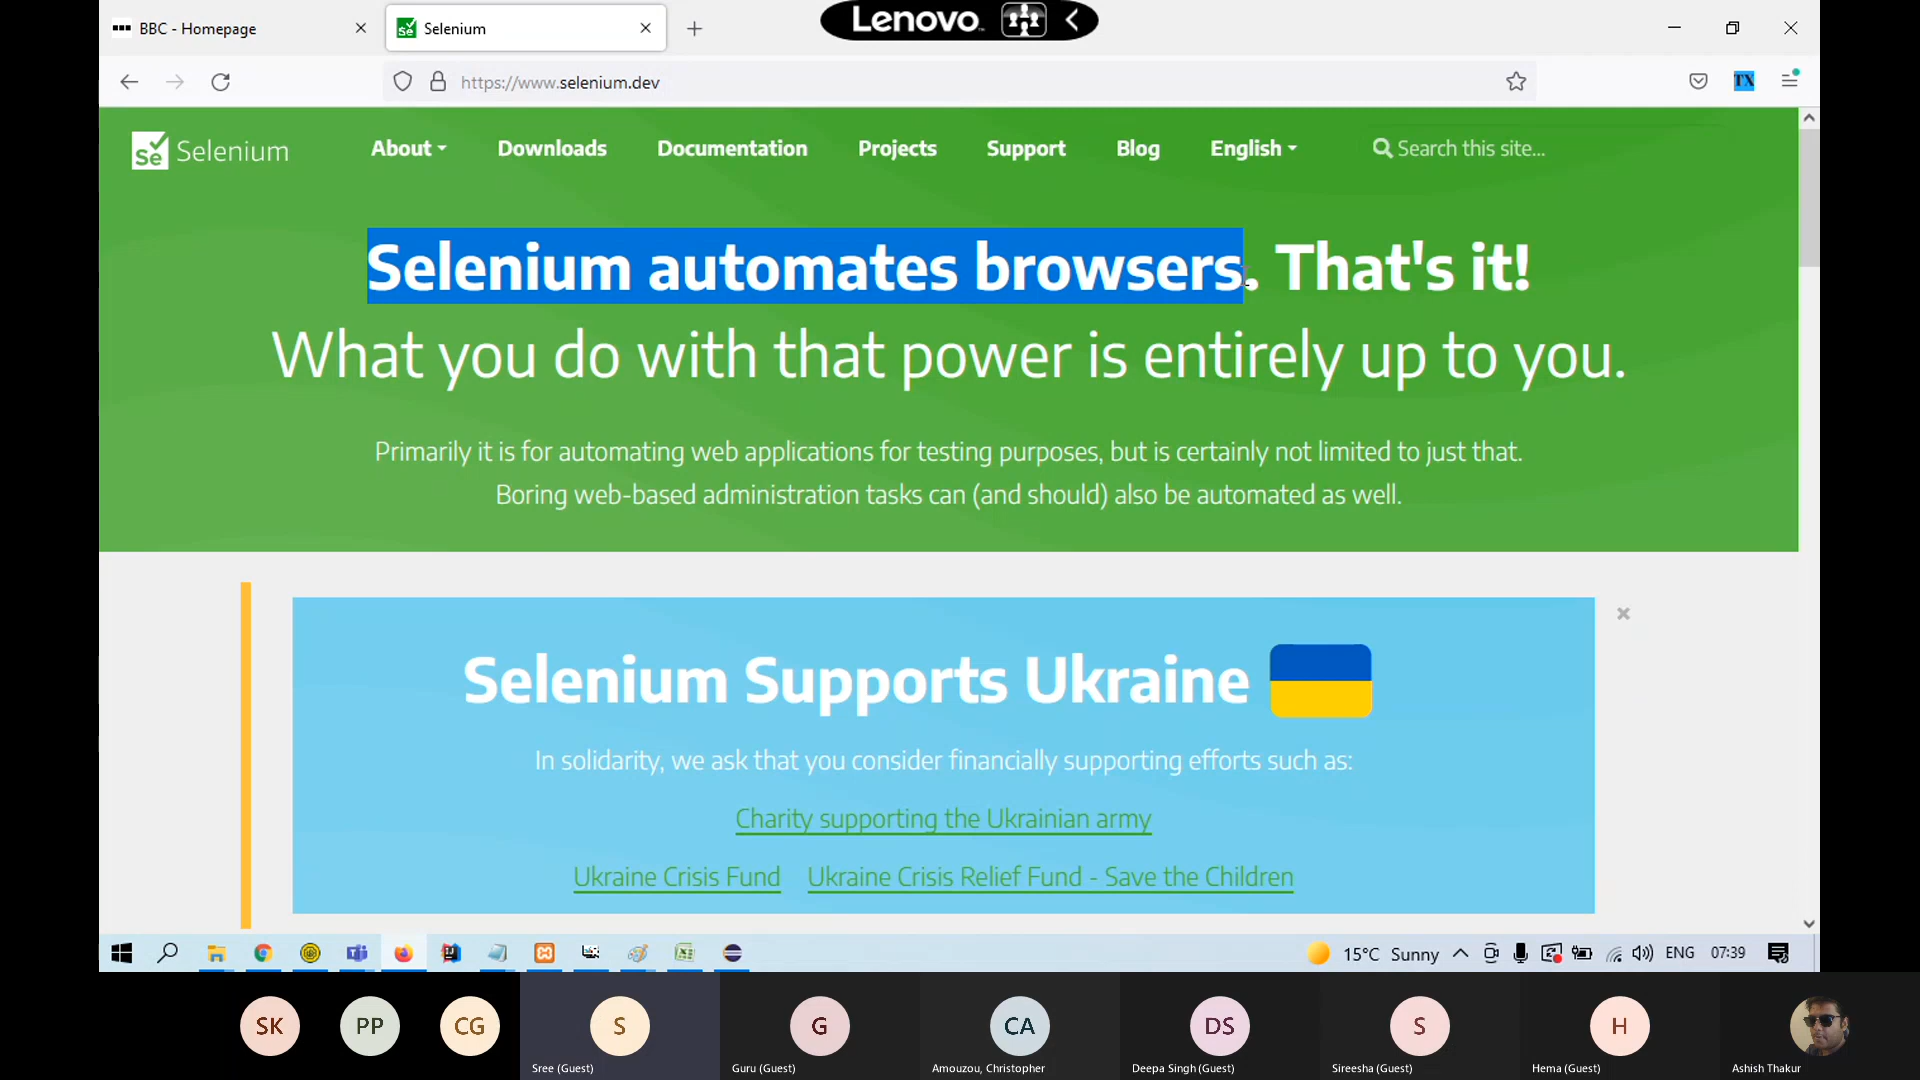 BBC - Homepage
Selenium
Lenovo
https://www.selenium.dev
TX
Se Selenium
About
Downloads
Documentation
Projects
Support
Blog
English
Search this site...
Selenium automates browsers. That's it!
What you do with that power is entirely up to you.
Primarily it is for automating web applications for testing purposes, but is certainly not limited to just that.
Boring web-based administration tasks can (and should) also be automated as well.
Selenium Supports Ukraine
In solidarity, we ask that you consider financially supporting efforts such as:
Charity supporting the Ukrainian army
Ukraine Crisis Fund
Ukraine Crisis Relief Fund - Save the Children
15°C Sunny
ENG
07:39
SK
PP
CG
S
G
CA
DS
S
H
Sree (Guest)
Guru (Guest)
Amouzou, Christopher
Deepa Singh (Guest)
Sireesha (Guest)
Hema (Guest)
Ashish Thakur